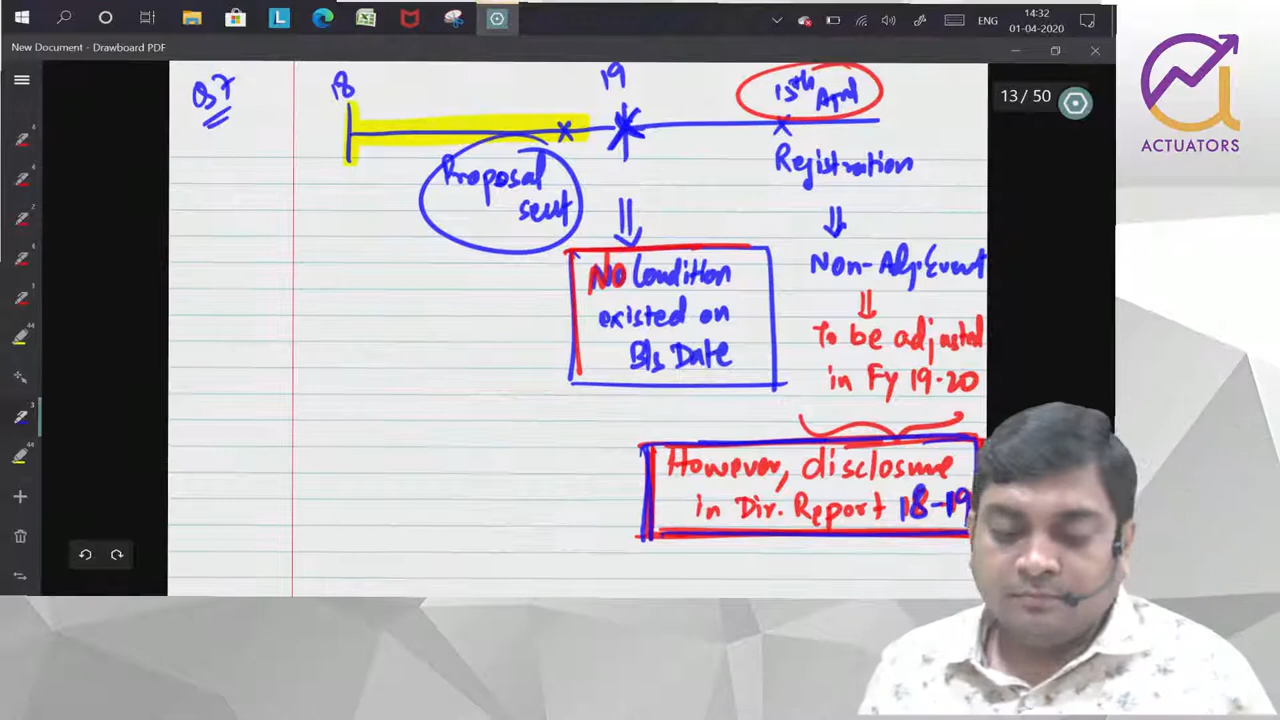 14:32
ENG
01-04-2020
New Document - Drawboard PDF
13 / 50
ACTUATORS
Q7
18
19
15th April
Proposal
sent
Registration
No Condition
existed on
B/s Date
Non-Adj. Event
To be adjusted
in Fy 19-20
However, disclosure
in Dir. Report 18-19